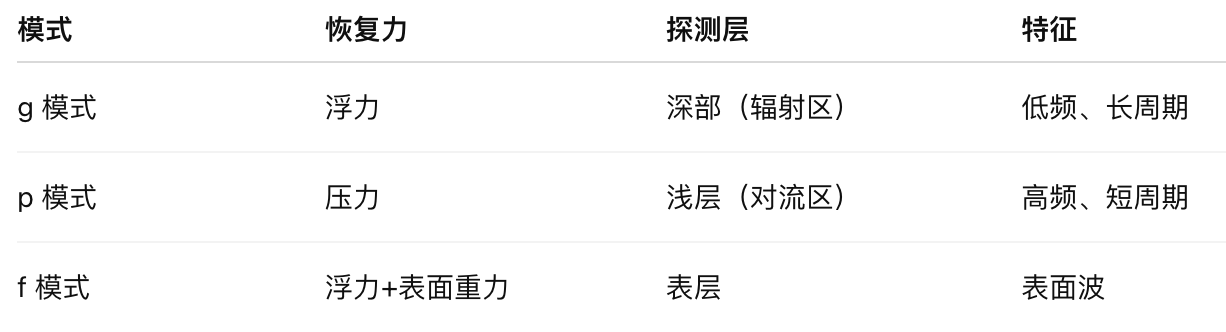 模式 恢复力 探测层 特征
g 模式 浮力 深部（辐射区） 低频、长周期
p 模式 压力 浅层（对流区） 高频、短周期
f 模式 浮力+表面重力 表层 表面波